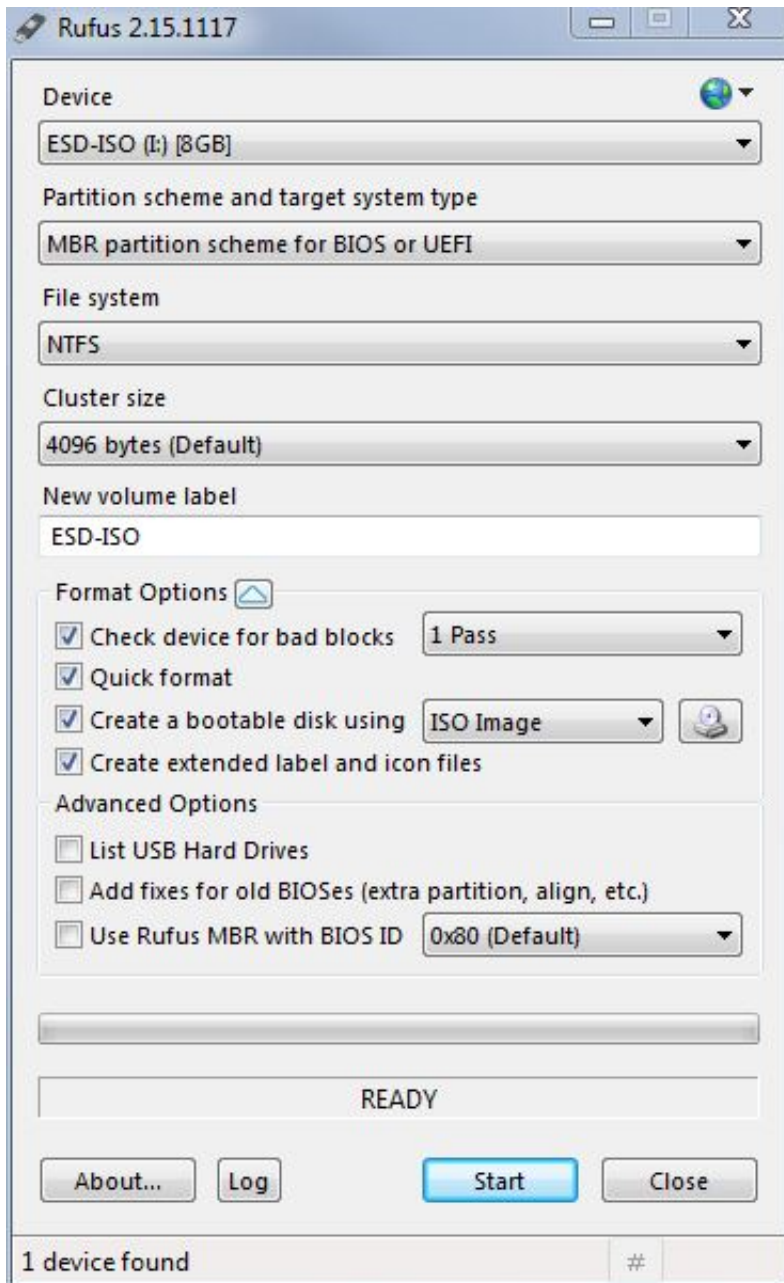 Rufus 2.15.1117
Device
ESD-ISO (I:) [8GB]
Partition scheme and target system type
MBR partition scheme for BIOS or UEFI
File system
NTFS
Cluster size
4096 bytes (Default)
New volume label
ESD-ISO
Format Options
Check device for bad blocks 1 Pass
Quick format
Create a bootable disk using ISO Image
Create extended label and icon files
Advanced Options
List USB Hard Drives
Add fixes for old BIOSes (extra partition, align, etc.)
Use Rufus MBR with BIOS ID 0x80 (Default)
READY
About... Log Start Close
1 device found #